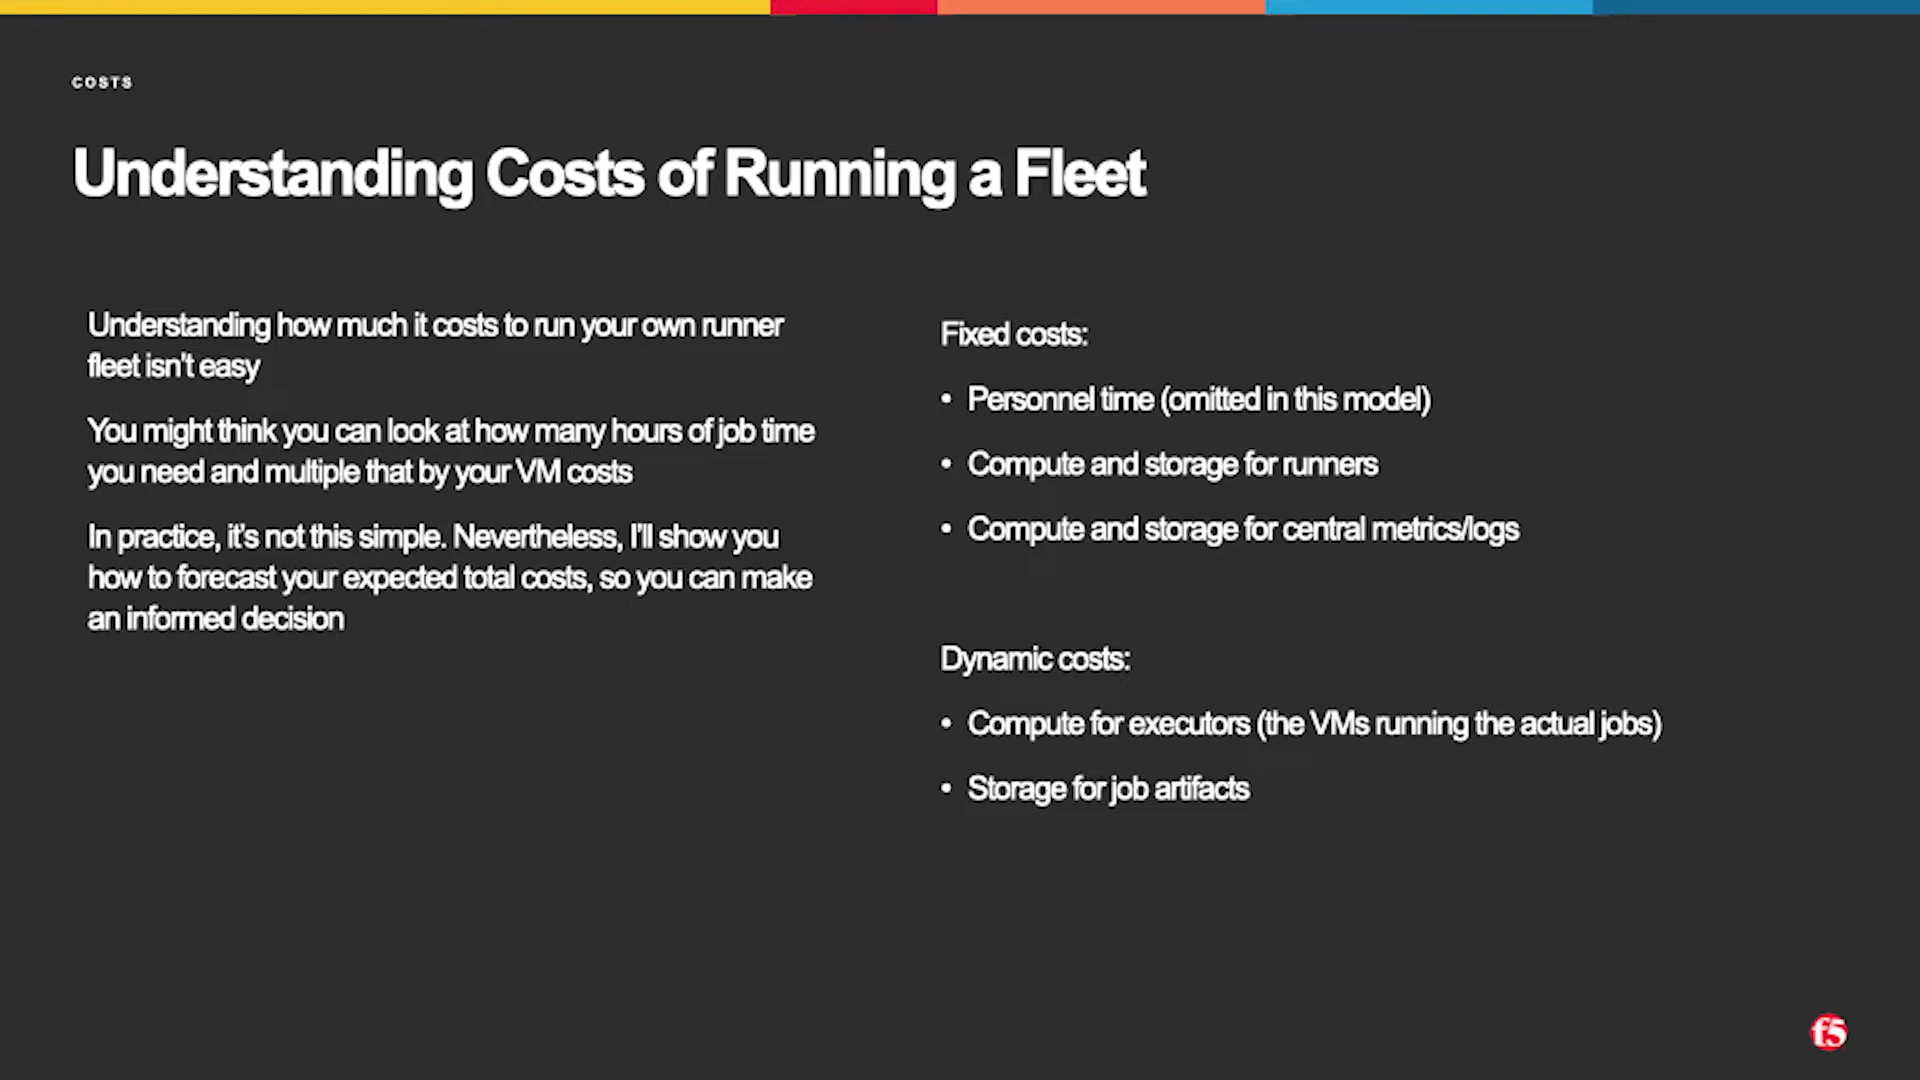 COSTS
Understanding Costs of Running a Fleet
Understanding how much it costs to run your own runner
fleet isn't easy
You might think you can look at how many hours of job time
you need and multiple that by your VM costs
In practice, it's not this simple. Nevertheless, I'll show you
how to forecast your expected total costs, so you can make
an informed decision
Fixed costs:
• Personnel time (omitted in this model)
• Compute and storage for runners
• Compute and storage for central metrics/logs
Dynamic costs:
• Compute for executors (the VMs running the actual jobs)
• Storage for job artifacts
f5